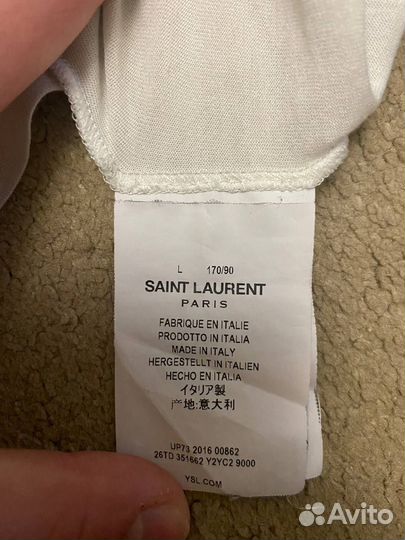 L 170/90
SAINT LAURENT
PARIS
FABRIQUE EN ITALIE
PRODOTTO IN ITALIA
MADE IN ITALY
HERGESTELLT IN ITALIEN
HECHO EN ITALIA
イタリア製
产地:意大利
UP73 2016 00862
26TD 351662 Y2YC2 9000
YSL.COM
Avito